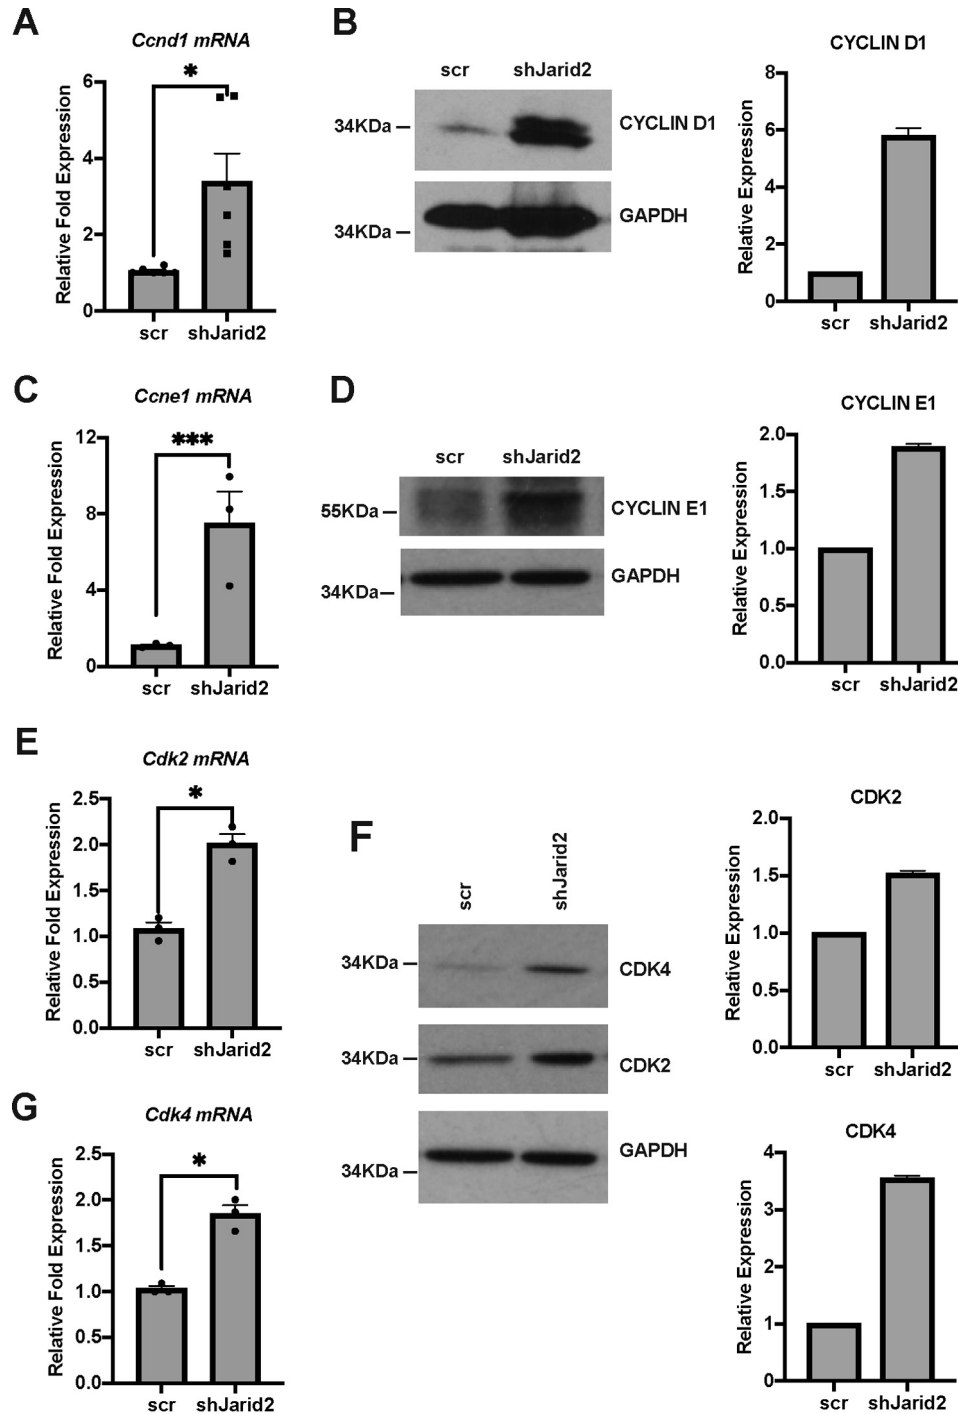 A
Ccnd1 mRNA
*
Relative Fold Expression
6
4
2
0
scr
shJarid2
B
scr
shJarid2
34KDa
CYCLIN D1
34KDa
GAPDH
CYCLIN D1
Relative Expression
8
6
4
2
0
scr
shJarid2
C
Ccne1 mRNA
***
Relative Fold Expression
12
8
4
0
scr
shJarid2
D
scr
shJarid2
55KDa
CYCLIN E1
34KDa
GAPDH
CYCLIN E1
Relative Expression
2.0
1.5
1.0
0.5
0.0
scr
shJarid2
E
Cdk2 mRNA
*
Relative Fold Expression
2.5
2.0
1.5
1.0
0.5
0.0
scr
shJarid2
F
scr
shJarid2
34KDa
CDK4
34KDa
CDK2
34KDa
GAPDH
CDK2
Relative Expression
2.0
1.5
1.0
0.5
0.0
scr
shJarid2
G
Cdk4 mRNA
*
Relative Fold Expression
2.5
2.0
1.5
1.0
0.5
0.0
scr
shJarid2
CDK4
Relative Expression
4
3
2
1
0
scr
shJarid2